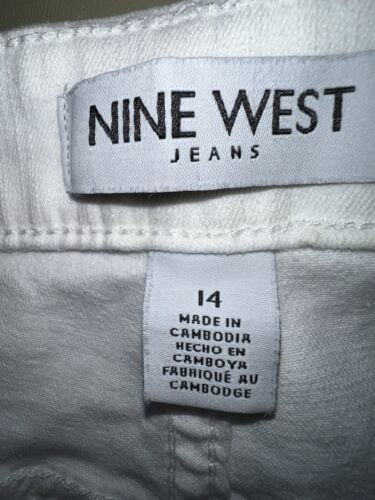 NINE WEST
JEANS
14
MADE IN
CAMBODIA
HECHO EN
CAMBOYA
FABRIQUÉ AU
CAMBODGE